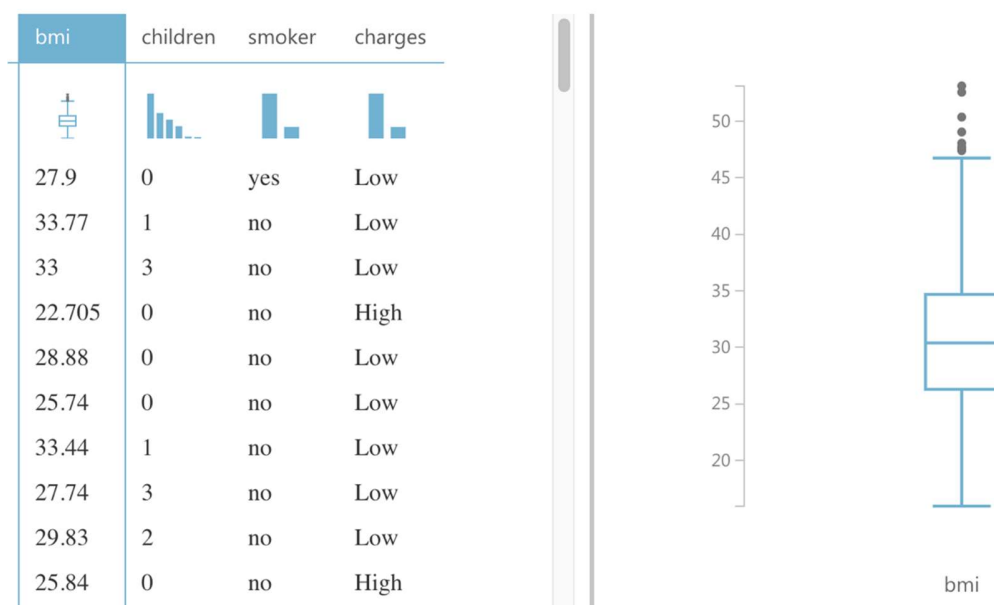 bmi children smoker charges
27.9 0 yes Low
33.77 1 no Low
33 3 no Low
22.705 0 no High
28.88 0 no Low
25.74 0 no Low
33.44 1 no Low
27.74 3 no Low
29.83 2 no Low
25.84 0 no High
50
45
40
35
30
25
20
bmi